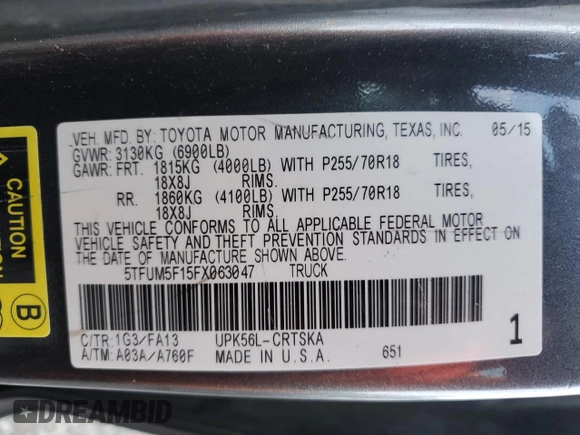 VEH. MFD. BY: TOYOTA MOTOR MANUFACTURING, TEXAS, INC. 05/15
GVWR: 3130KG (6900LB)
GAWR: FRT. 1815KG (4000LB) WITH P255/70R18 TIRES,
18X8J RIMS.
RR. 1860KG (4100LB) WITH P255/70R18 TIRES,
18X8J RIMS.
THIS VEHICLE CONFORMS TO ALL APPLICABLE FEDERAL MOTOR
VEHICLE SAFETY AND THEFT PREVENTION STANDARDS IN EFFECT ON
THE DATE OF MANUFACTURE SHOWN ABOVE.
5TFUM5F15FX063047 TRUCK
C/TR: 1G3/FA13 UPK56L-CRTSKA 1
A/TM: A03A/A760F MADE IN U.S.A. 651
CAUTION
B
DREAMBID